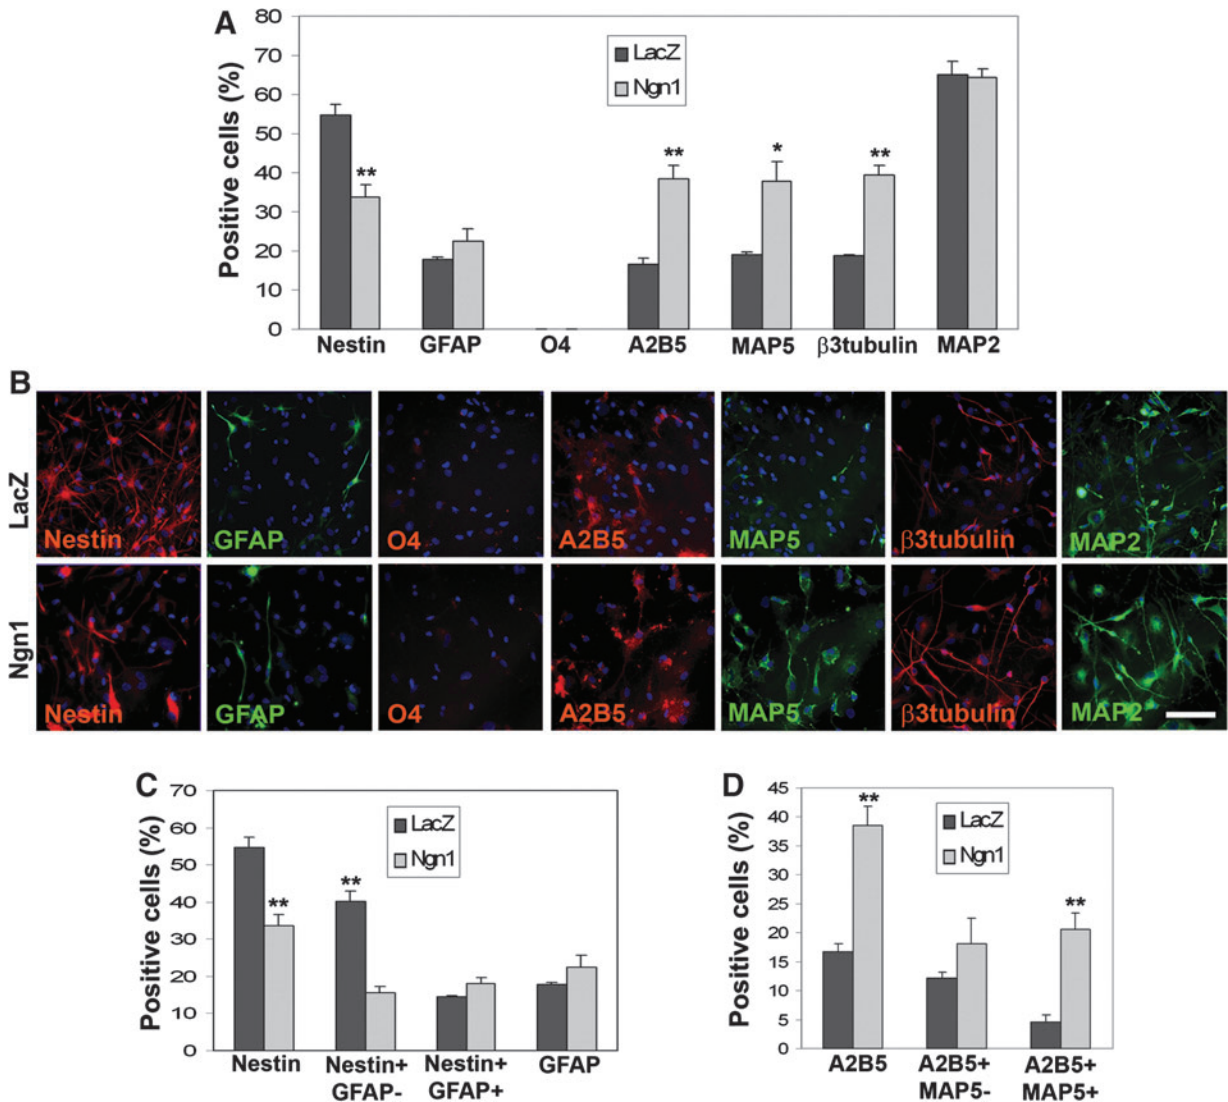 A
Positive cells (%)
80
70
60
50
40
30
20
10
0
LacZ
Ngn1
**
**
*
**
Nestin GFAP O4 A2B5 MAP5 β3tubulin MAP2
B
LacZ
Nestin GFAP O4 A2B5 MAP5 β3tubulin MAP2
Ngn1
Nestin GFAP O4 A2B5 MAP5 β3tubulin MAP2
C
Positive cells (%)
70
60
50
40
30
20
10
0
LacZ
Ngn1
**
**
Nestin Nestin+ Nestin+ GFAP
GFAP- GFAP+
D
Positive cells (%)
45
40
35
30
25
20
15
10
5
0
LacZ
Ngn1
**
**
A2B5 A2B5+ A2B5+
MAP5- MAP5+